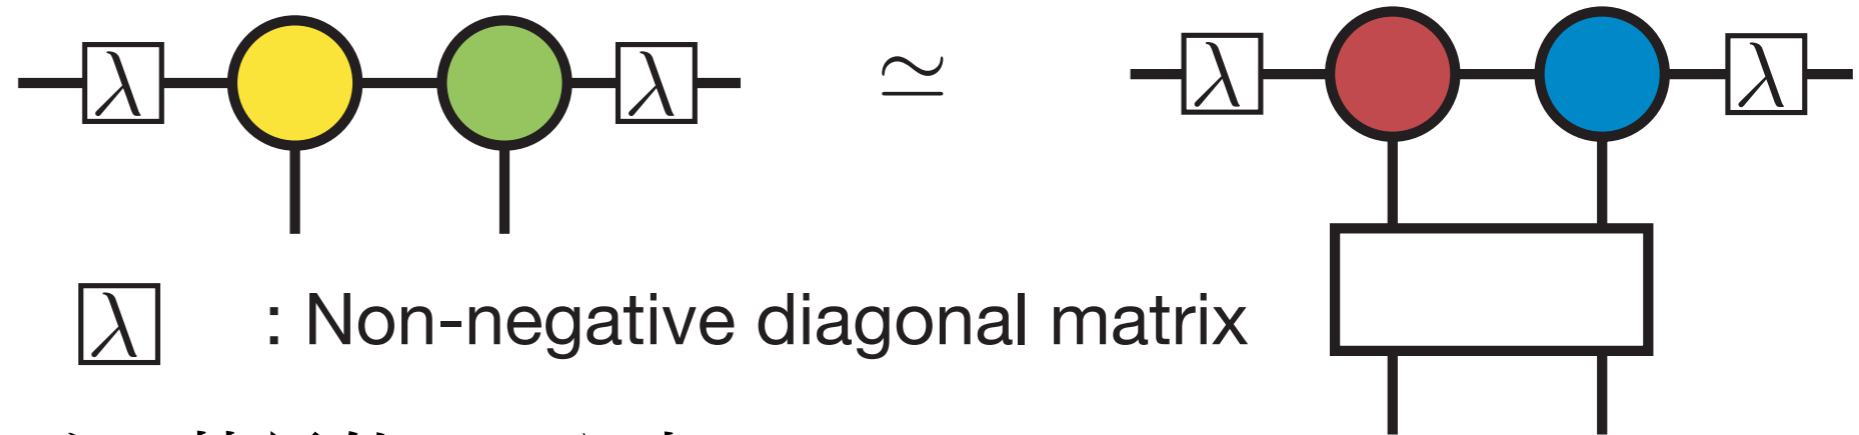 λ λ ≃ λ λ
λ : Non-negative diagonal matrix